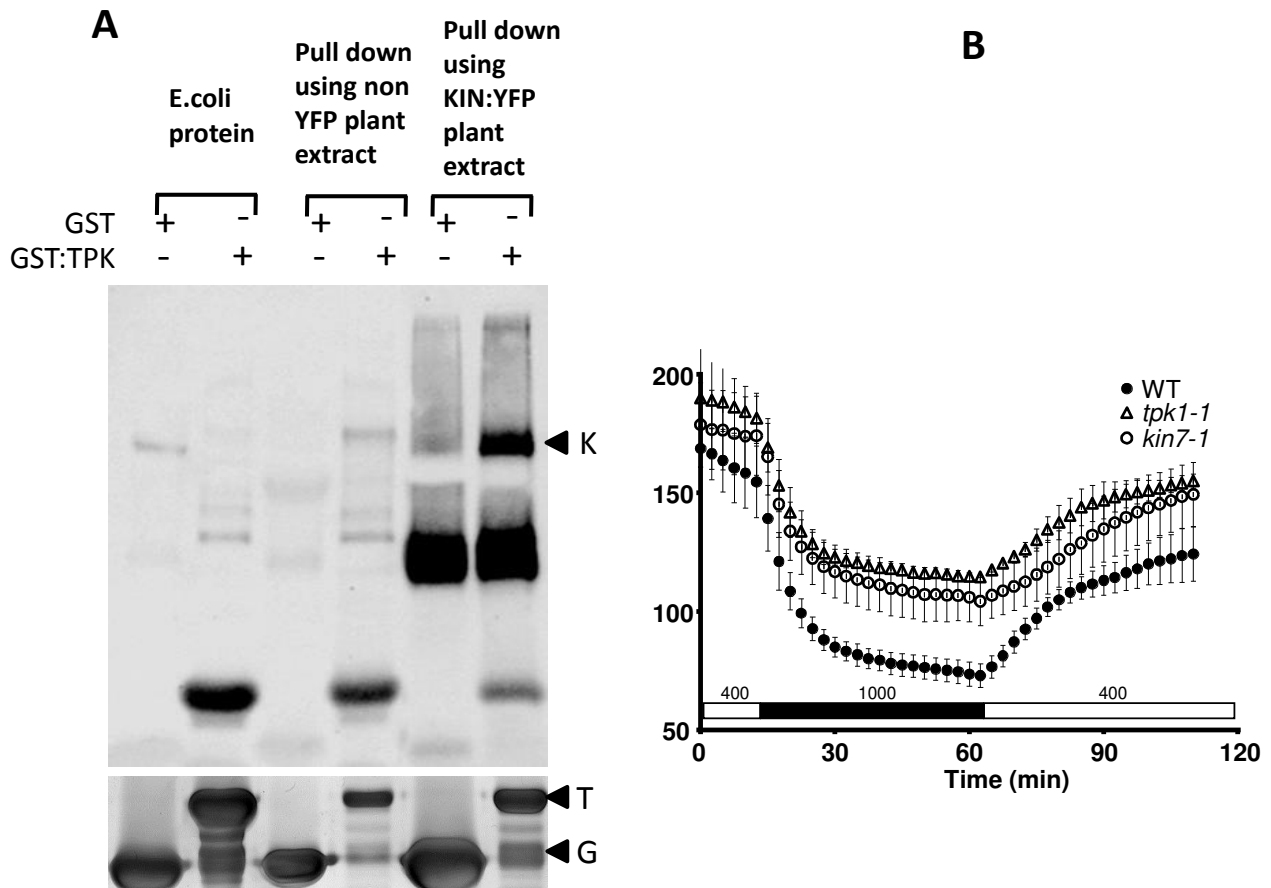 A
E.coli
protein
Pull down
using non
YFP plant
extract
Pull down
using
KIN:YFP
plant
extract
GST + - + - + -
GST:TPK - + - + - +
K
T
G
B
200
150
100
50
WT
tpk1-1
kin7-1
400 1000 400
0 30 60 90 120
Time (min)